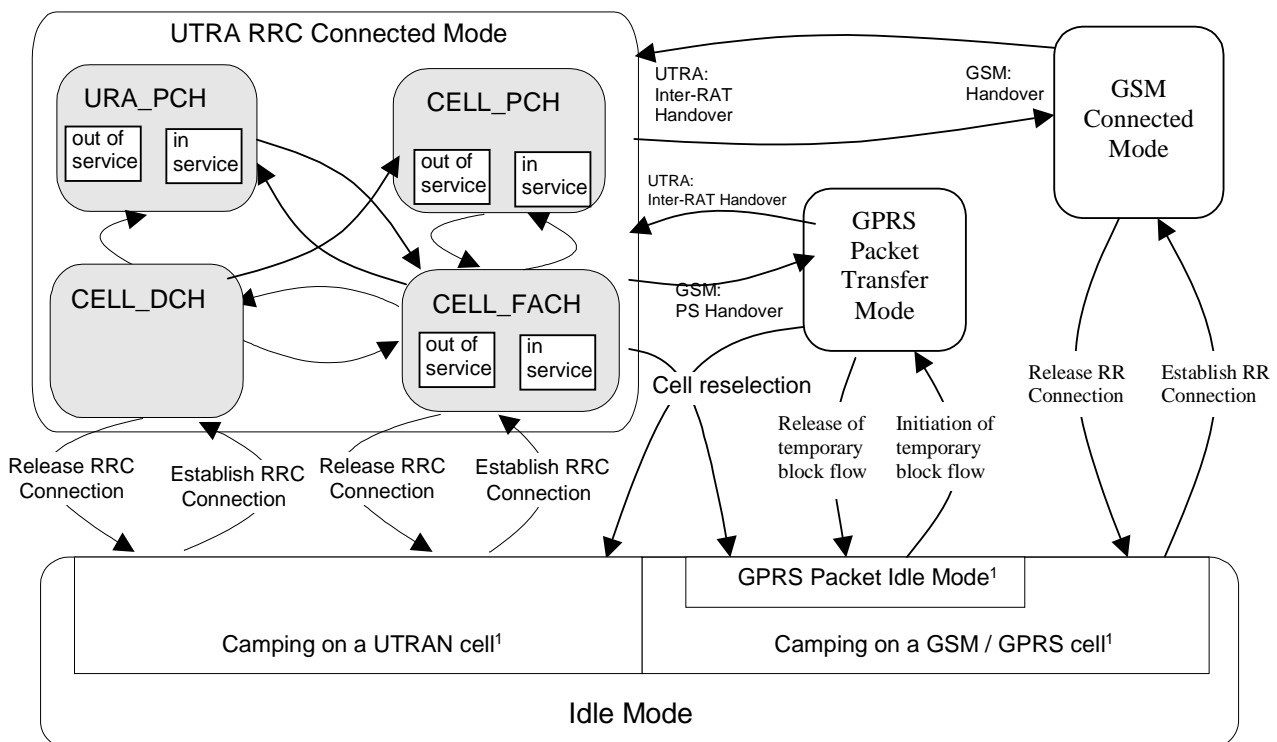 UTRA RRC Connected Mode
URA_PCH
out of
service
in
service
CELL_PCH
out of
service
in
service
CELL_DCH
CELL_FACH
out of
service
in
service
UTRA:
Inter-RAT
Handover
GSM:
Handover
GSM
Connected
Mode
UTRA:
Inter-RAT Handover
GPRS
Packet
Transfer
Mode
GSM:
PS Handover
Cell reselection
Release RRC
Connection
Establish RRC
Connection
Release RRC
Connection
Establish RRC
Connection
Release of
temporary
block flow
Initiation of
temporary
block flow
Release RR
Connection
Establish RR
Connection
GPRS Packet Idle Mode¹
Camping on a UTRAN cell¹
Camping on a GSM / GPRS cell¹
Idle Mode